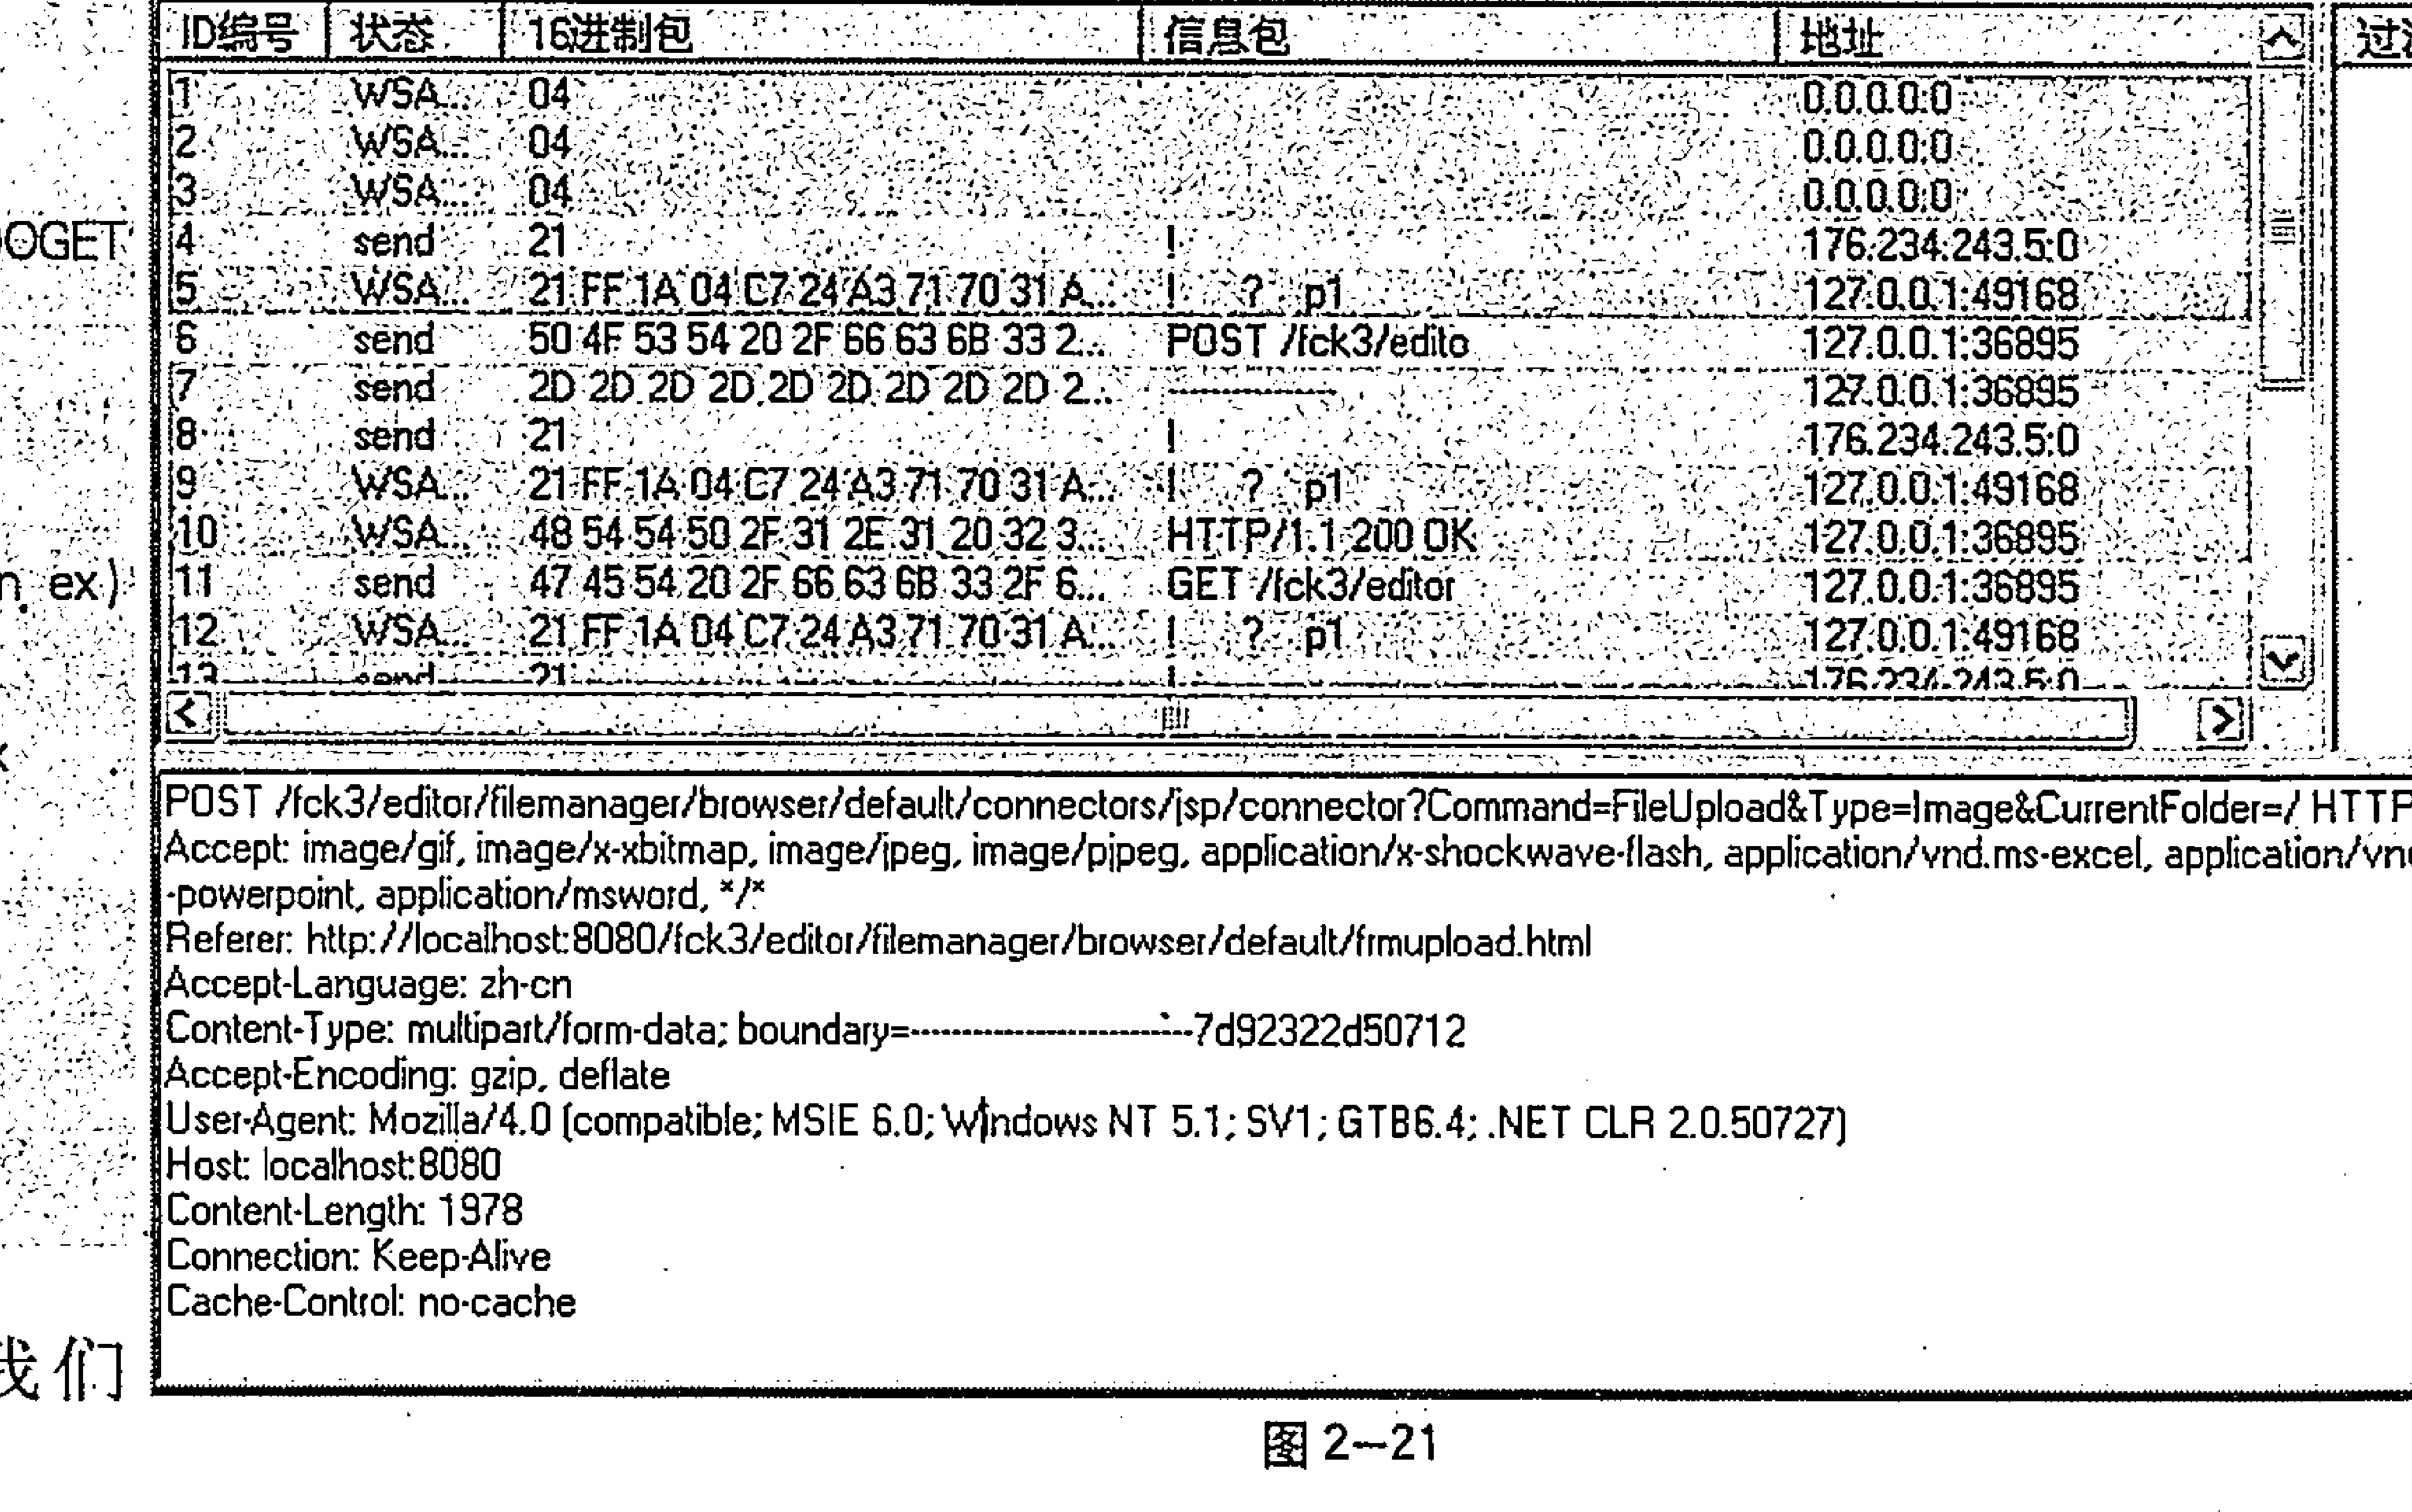 ID编号 状态 16进制包 信息包 地址
1 WSA... 04 0.0.0.0:0
2 WSA... 04 0.0.0.0:0
3 WSA... 04 0.0.0.0:0
OGET
4 send 21 ! 176.234.243.5:0
5 WSA... 21 FF 1A 04 C7 24 A3 71 70 31 A... ! ? p1 127.0.0.1:49168
6 send 50 4F 53 54 20 2F 66 63 6B 33 2... POST /fck3/edito 127.0.0.1:36895
7 send 2D 2D 2D 2D 2D 2D 2D 2D 2D 2... ---------------- 127.0.0.1:36895
8 send 21 ! 176.234.243.5:0
9 WSA... 21 FF 1A 04 C7 24 A3 71 70 31 A... ! ? p1 127.0.0.1:49168
10 WSA... 48 54 54 50 2F 31 2E 31 20 32 3... HTTP/1.1 200 OK 127.0.0.1:36895
n ex)
11 send 47 45 54 20 2F 66 63 6B 33 2F 6... GET /fck3/editor 127.0.0.1:36895
12 WSA... 21 FF 1A 04 C7 24 A3 71 70 31 A... ! ? p1 127.0.0.1:49168
13 send 21 ! 176.234.243.5:0
POST /fck3/editor/filemanager/browser/default/connectors/jsp/connector?Command=FileUpload&Type=Image&CurrentFolder=/ HTTP
Accept: image/gif, image/x-xbitmap, image/jpeg, image/pjpeg, application/x-shockwave-flash, application/vnd.ms-excel, application/vn
-powerpoint, application/msword, */*
Referer: http://localhost:8080/fck3/editor/filemanager/browser/default/frmupload.html
Accept-Language: zh-cn
Content-Type: multipart/form-data; boundary=---------------------------7d92322d50712
Accept-Encoding: gzip, deflate
User-Agent: Mozilla/4.0 (compatible; MSIE 6.0; Windows NT 5.1; SV1; GTB6.4; .NET CLR 2.0.50727)
Host: localhost:8080
Content-Length: 1978
Connection: Keep-Alive
Cache-Control: no-cache
我们
图 2—21